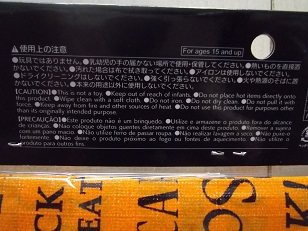 ⚠使用上の注意
For ages 15 and up
●玩具ではありません。●乳幼児の手の届かない場所で使用・保管してください。●熱いものを直接置
かないでください。●汚れた場合は布で拭き取ってください。●アイロンは使用しないでください。
●ドライクリーニングはしないでください。●強く引っ張らないでください。●火や熱源のそばに
置かないでください。●本来の用途以外に使用しないでください。
【CAUTION】●This is not a toy. ●Keep out of reach of infants. ●Do not place hot items directly onto
this product. ●Wipe clean with a soft cloth. ●Do not iron. ●Do not dry clean. ●Do not pull it with
force. ●Keep away from fire and other sources of heat. ●Do not use this product for purposes other
than its originally intended purpose.
【PRECAUÇÃO】●Este produto não é um brinquedo. ●Utilize e armazene o produto fora do alcance
de crianças. ●Não coloque objetos quentes diretamente em cima deste produto. ●Remover a sujeira
com um pano macio. ●Não utilize ferro de passar roupa. ●Não realizar lavagem a seco. ●Não puxe-o
fortemente. ●Não deixe o produto próximo ao fogo ou fontes de calor. ●Não utilize o
produto para outros fins.